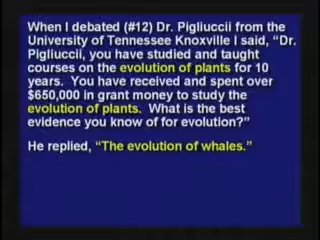 When I debated (#12) Dr. Pigliuccii from the
University of Tennessee Knoxville I said, “Dr.
Pigliuccii, you have studied and taught
courses on the evolution of plants for 10
years.  You have received and spent over
$650,000 in grant money to study the
evolution of plants.  What is the best
evidence you know of for evolution?”
He replied, “The evolution of whales.”